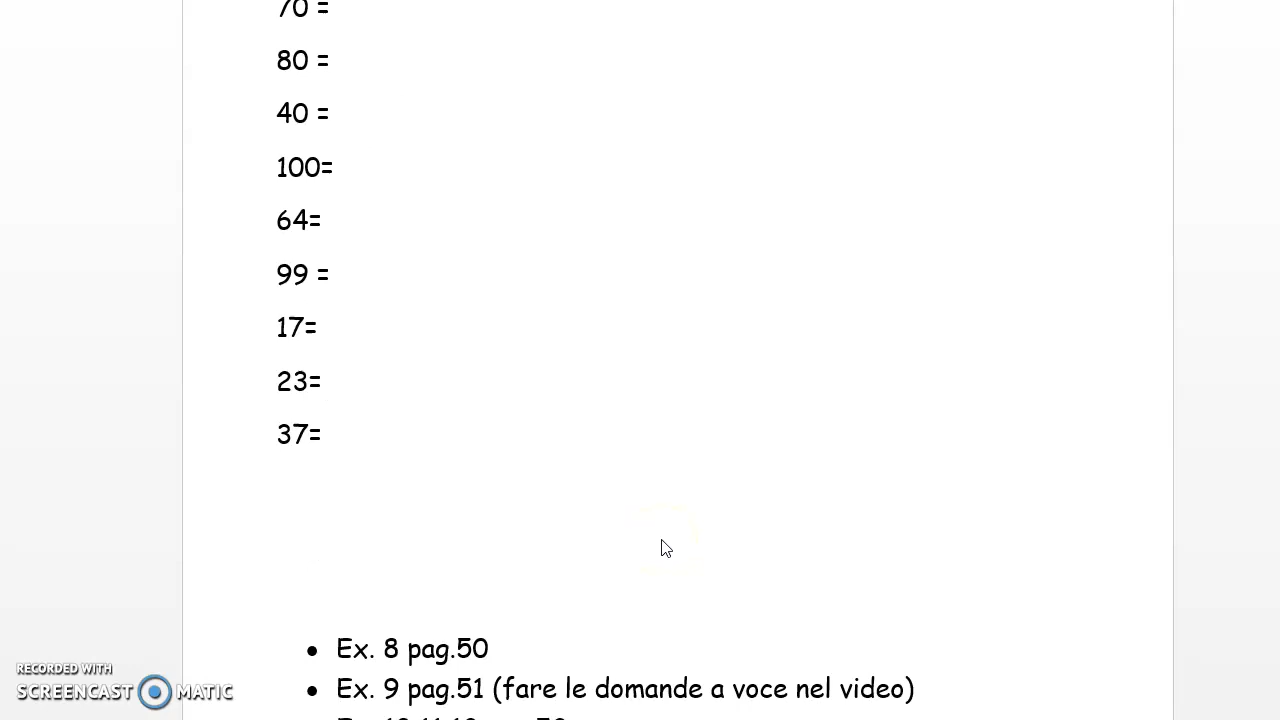 70 =
80 =
40 =
100=
64=
99 =
17=
23=
37=
• Ex. 8 pag.50
• Ex. 9 pag.51 (fare le domande a voce nel video)
RECORDED WITH
SCREENCAST MATIC